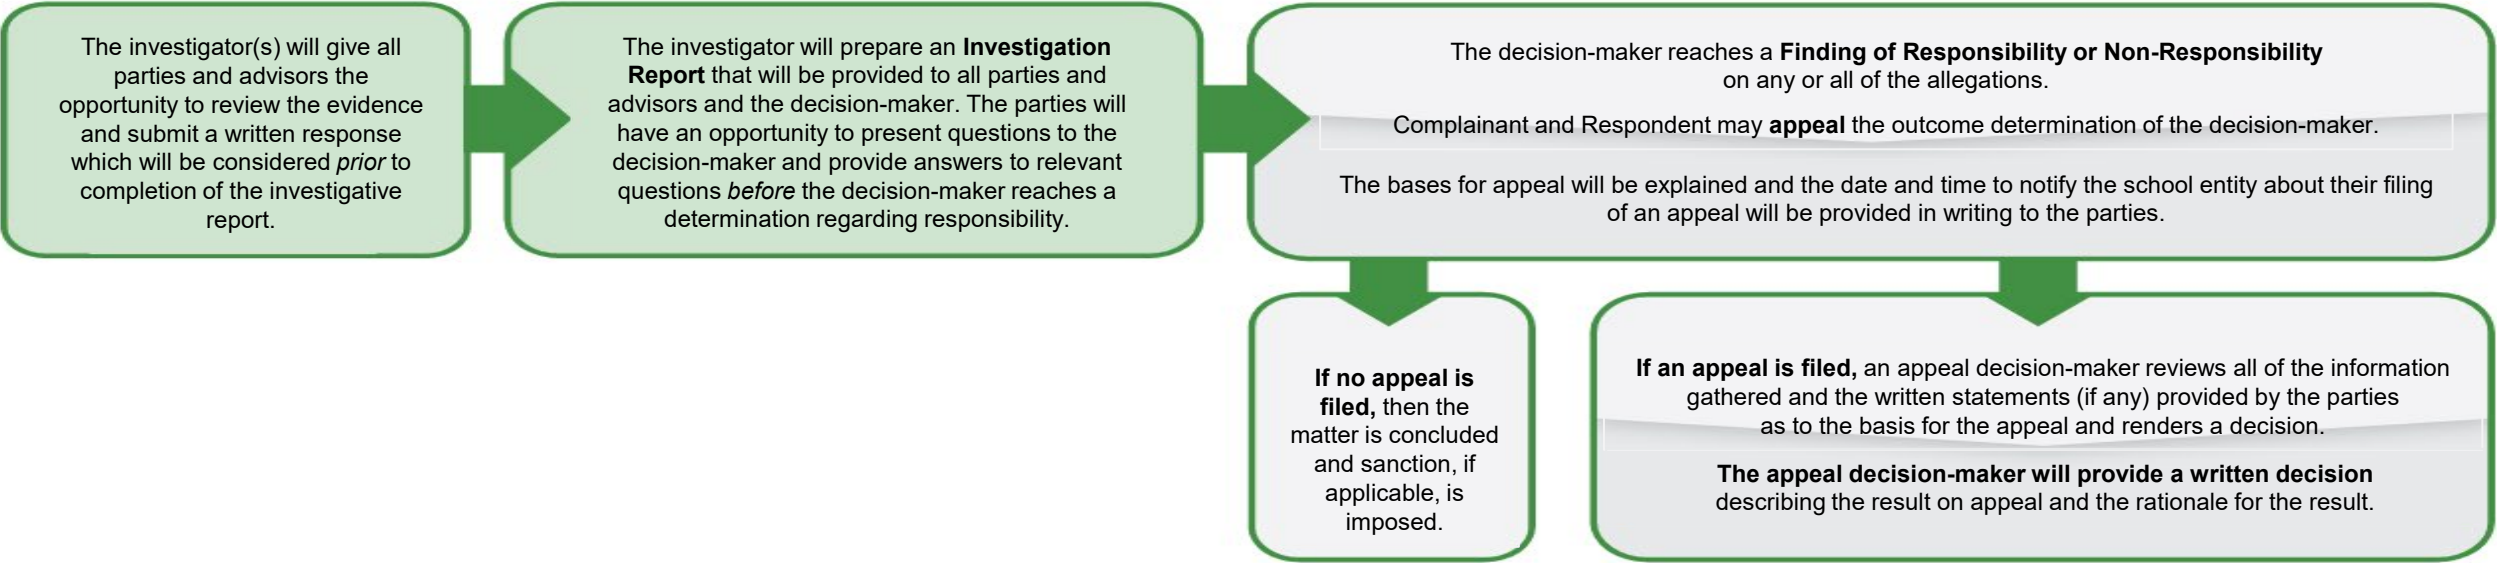 The investigator(s) will give all
parties and advisors the
opportunity to review the evidence
and submit a written response
which will be considered prior to
completion of the investigative
report.
The investigator will prepare an Investigation
Report that will be provided to all parties and
advisors and the decision-maker. The parties will
have an opportunity to present questions to the
decision-maker and provide answers to relevant
questions before the decision-maker reaches a
determination regarding responsibility.
The decision-maker reaches a Finding of Responsibility or Non-Responsibility
on any or all of the allegations.
Complainant and Respondent may appeal the outcome determination of the decision-maker.
The bases for appeal will be explained and the date and time to notify the school entity about their filing
of an appeal will be provided in writing to the parties.
If no appeal is
filed, then the
matter is concluded
and sanction, if
applicable, is
imposed.
If an appeal is filed, an appeal decision-maker reviews all of the information
gathered and the written statements (if any) provided by the parties
as to the basis for the appeal and renders a decision.
The appeal decision-maker will provide a written decision
describing the result on appeal and the rationale for the result.